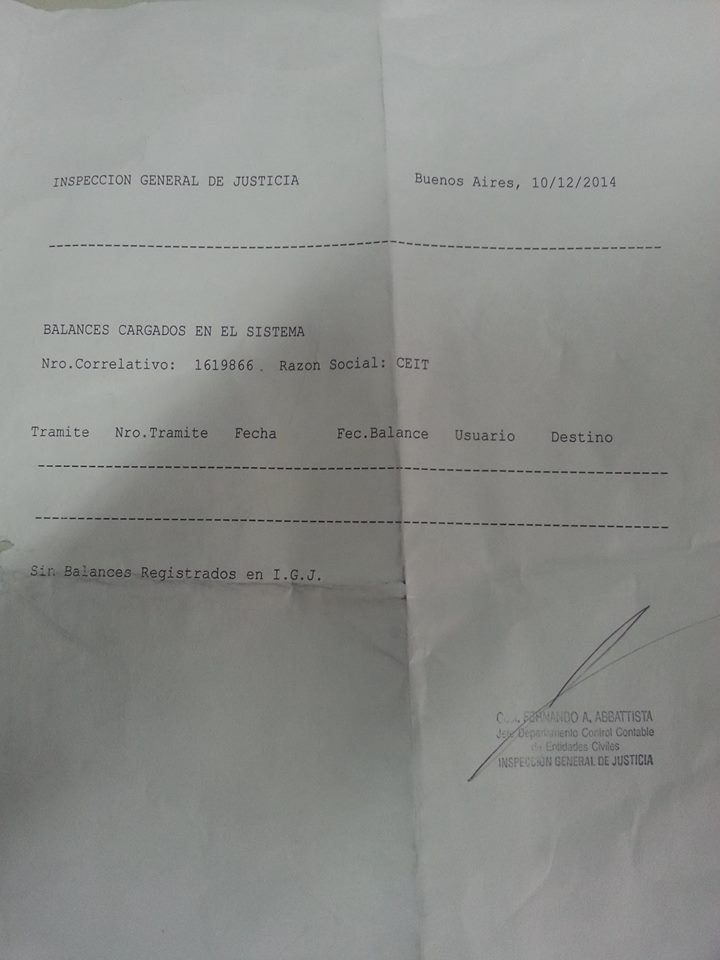 INSPECCION GENERAL DE JUSTICIA Buenos Aires, 10/12/2014
BALANCES CARGADOS EN EL SISTEMA
Nro.Correlativo: 1619866. Razon Social: CEIT
Tramite Nro.Tramite Fecha Fec.Balance Usuario Destino
Sin Balances Registrados en I.G.J.
FERNANDO A. ABBATTISTA
Jefe Departamento Control Contable
de Entidades Civiles
INSPECCION GENERAL DE JUSTICIA